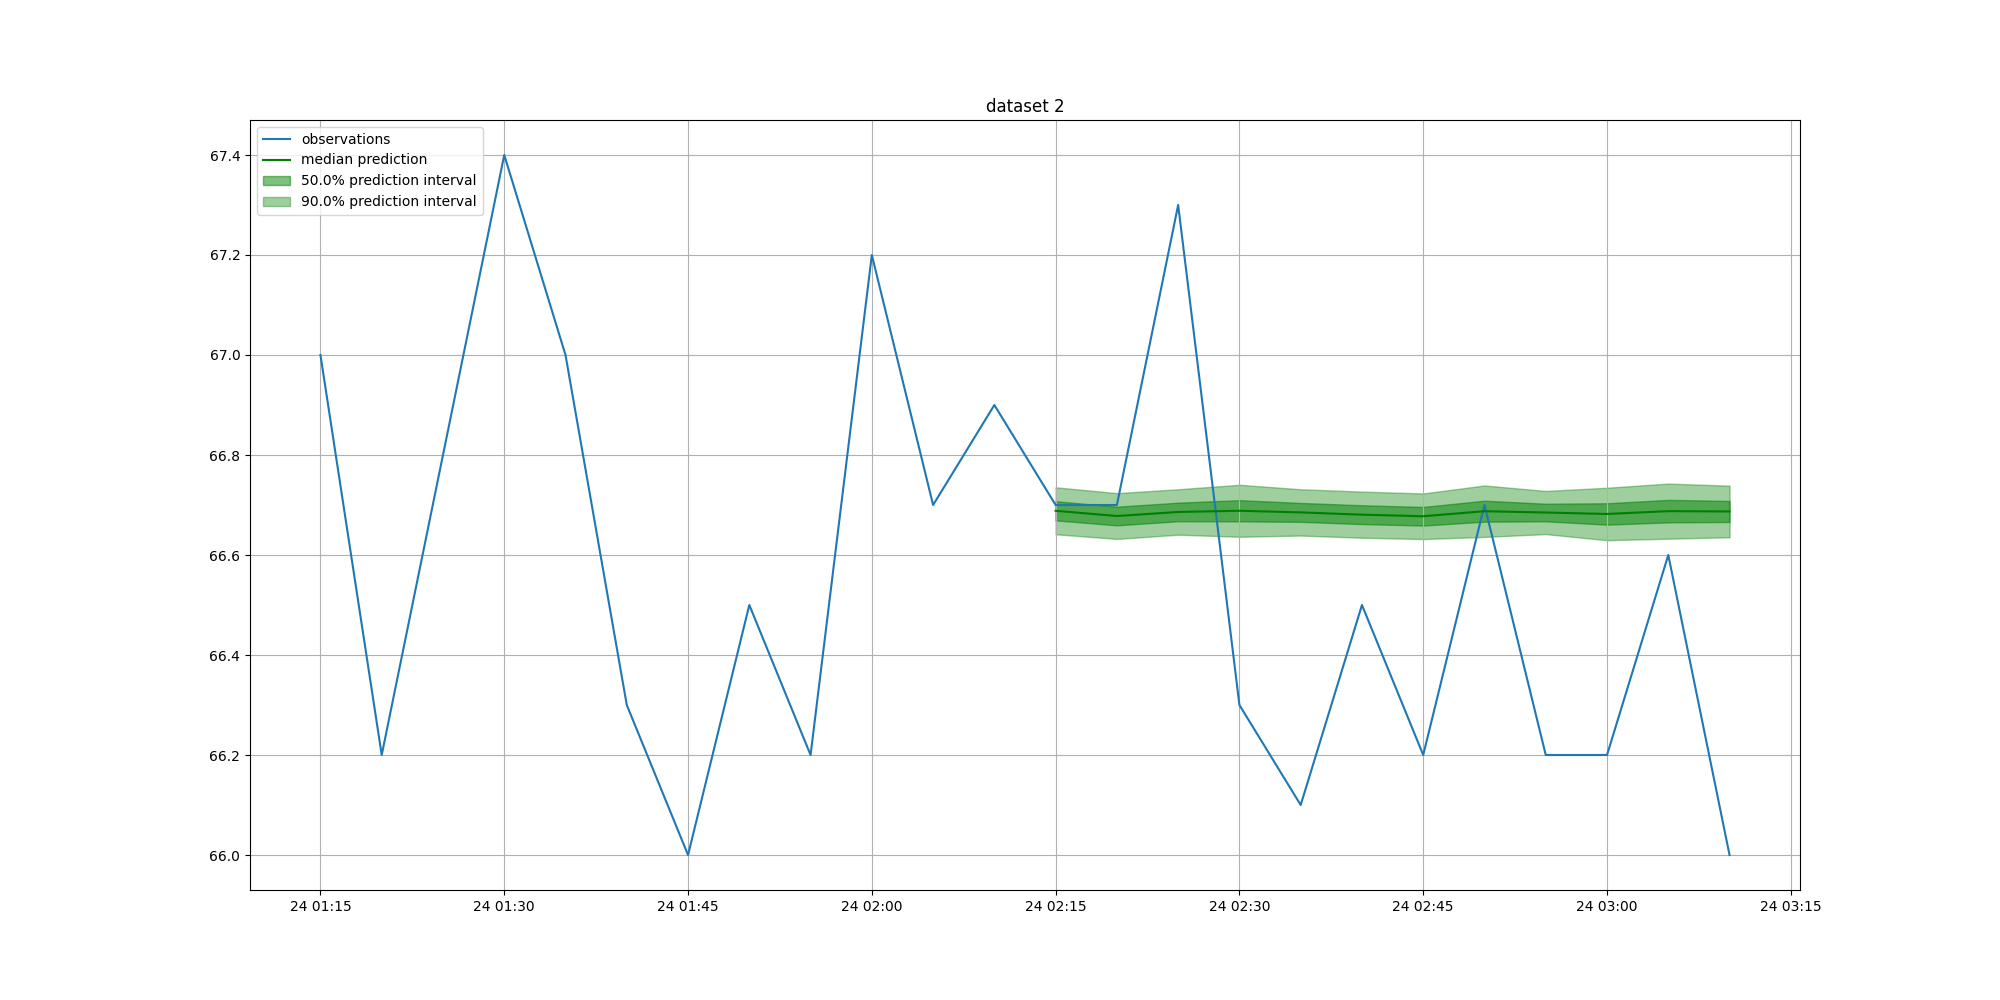 dataset 2
observations
median prediction
50.0% prediction interval
90.0% prediction interval
67.4
67.2
67.0
66.8
66.6
66.4
66.2
66.0
24 01:15 24 01:30 24 01:45 24 02:00 24 02:15 24 02:30 24 02:45 24 03:00 24 03:15